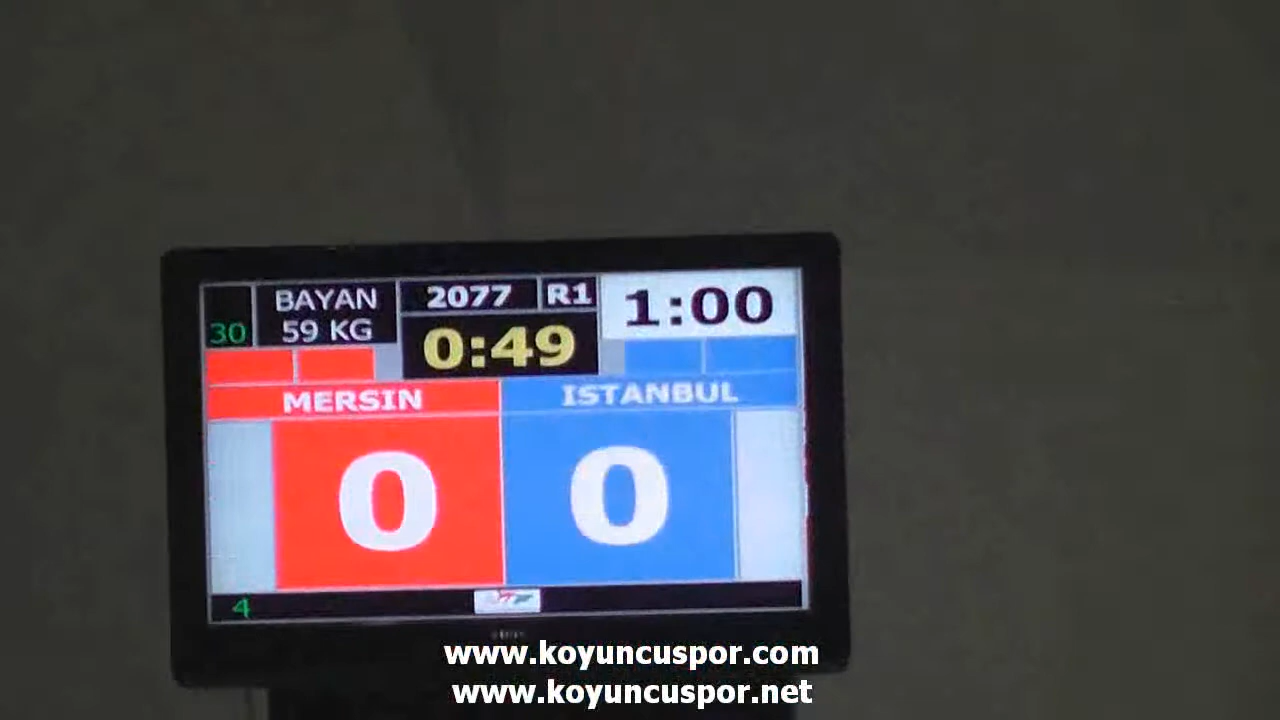 BAYAN 2077 R1 1:00
30 59 KG 0:49
MERSIN ISTANBUL
0 0
4
www.koyuncuspor.com
www.koyuncuspor.net